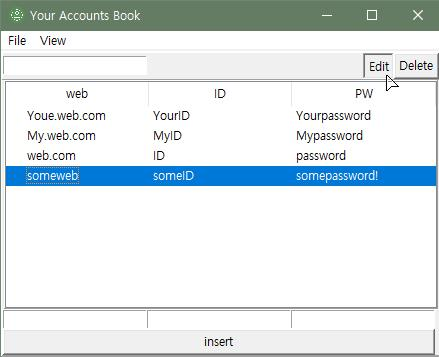 Your Accounts Book
File View
Edit Delete
web ID PW
Youe.web.com YourID Yourpassword
My.web.com MyID Mypassword
web.com ID password
someweb someID somepassword!
insert